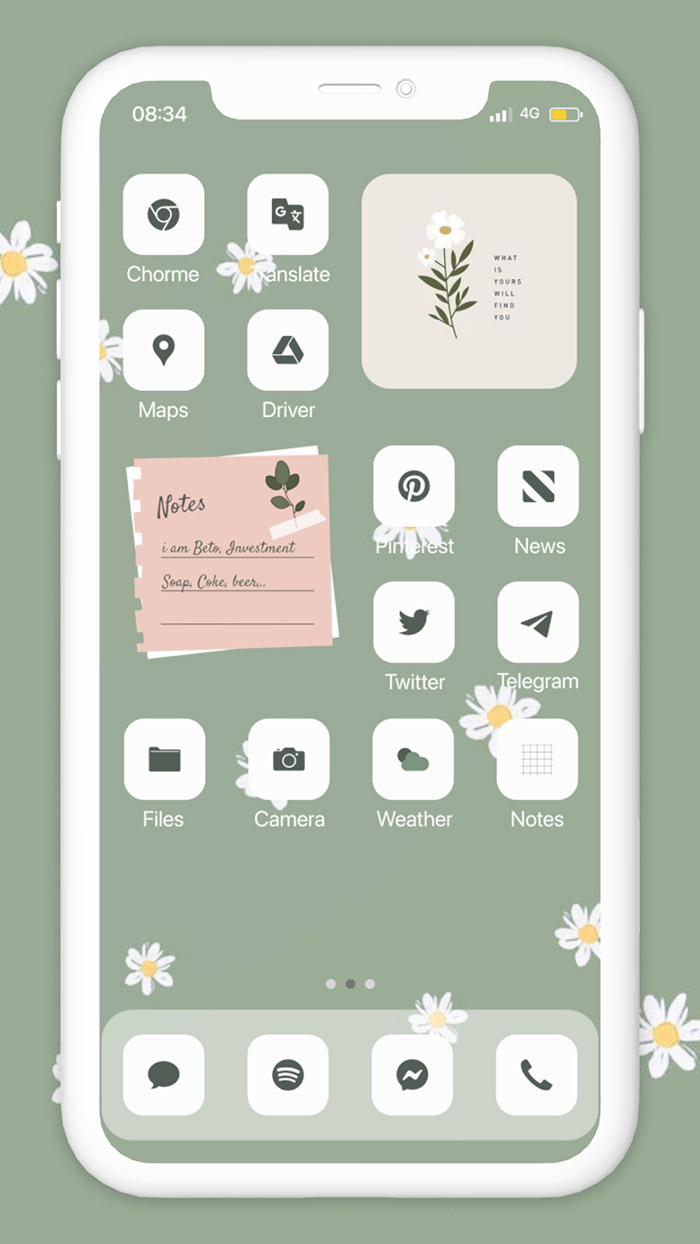 08:34
4G
Chorme
Translate
WHAT
IS
YOURS
WILL
FIND
YOU
Maps
Driver
Notes
i am Beto, Investment
Soap, Coke, beer,..
Pinterest
News
Twitter
Telegram
Files
Camera
Weather
Notes